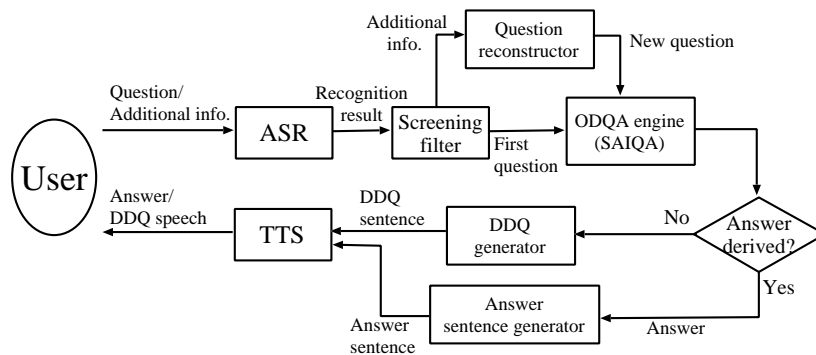 User
Question/
Additional info.
ASR
Recognition
result
Screening
filter
Additional
info.
Question
reconstructor
New question
First
question
ODQA engine
(SAIQA)
Answer
derived?
No
Yes
DDQ
generator
DDQ
sentence
Answer
Answer
sentence generator
Answer
sentence
TTS
Answer/
DDQ speech